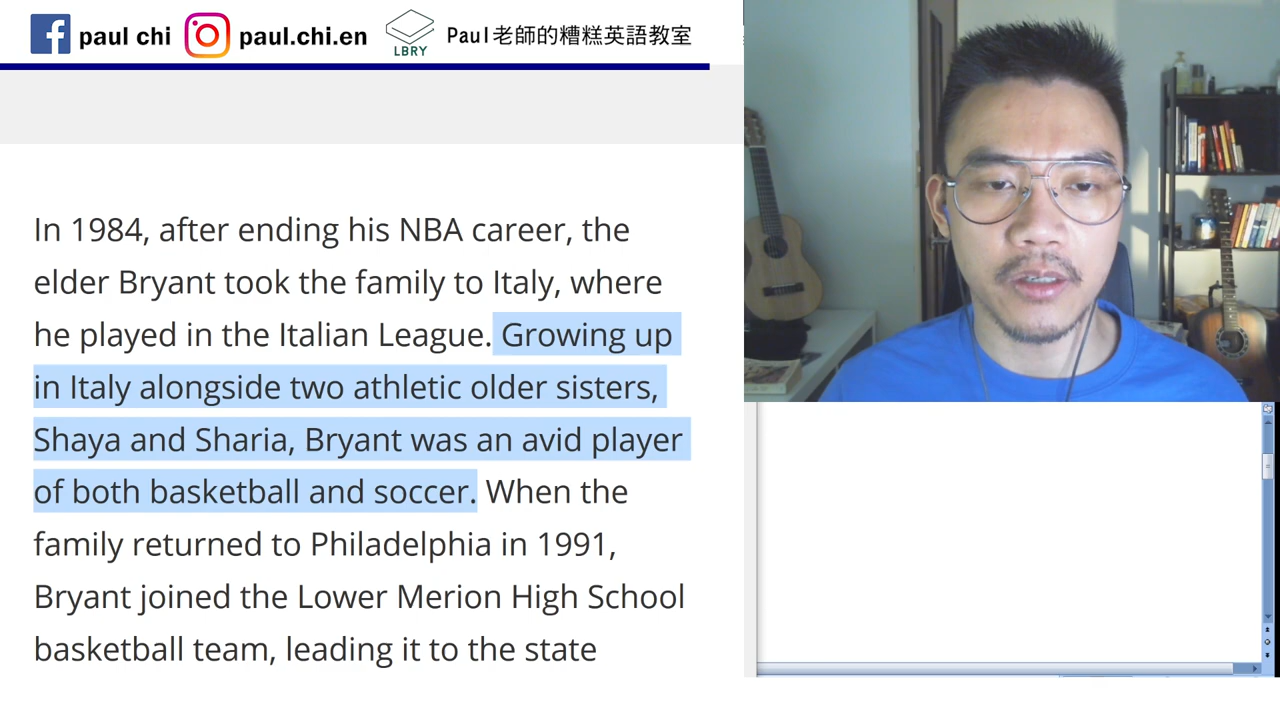 paul chi paul.chi.en LBRY Paul老師的糟糕英語教室
In 1984, after ending his NBA career, the
elder Bryant took the family to Italy, where
he played in the Italian League. Growing up
in Italy alongside two athletic older sisters,
Shaya and Sharia, Bryant was an avid player
of both basketball and soccer. When the
family returned to Philadelphia in 1991,
Bryant joined the Lower Merion High School
basketball team, leading it to the state